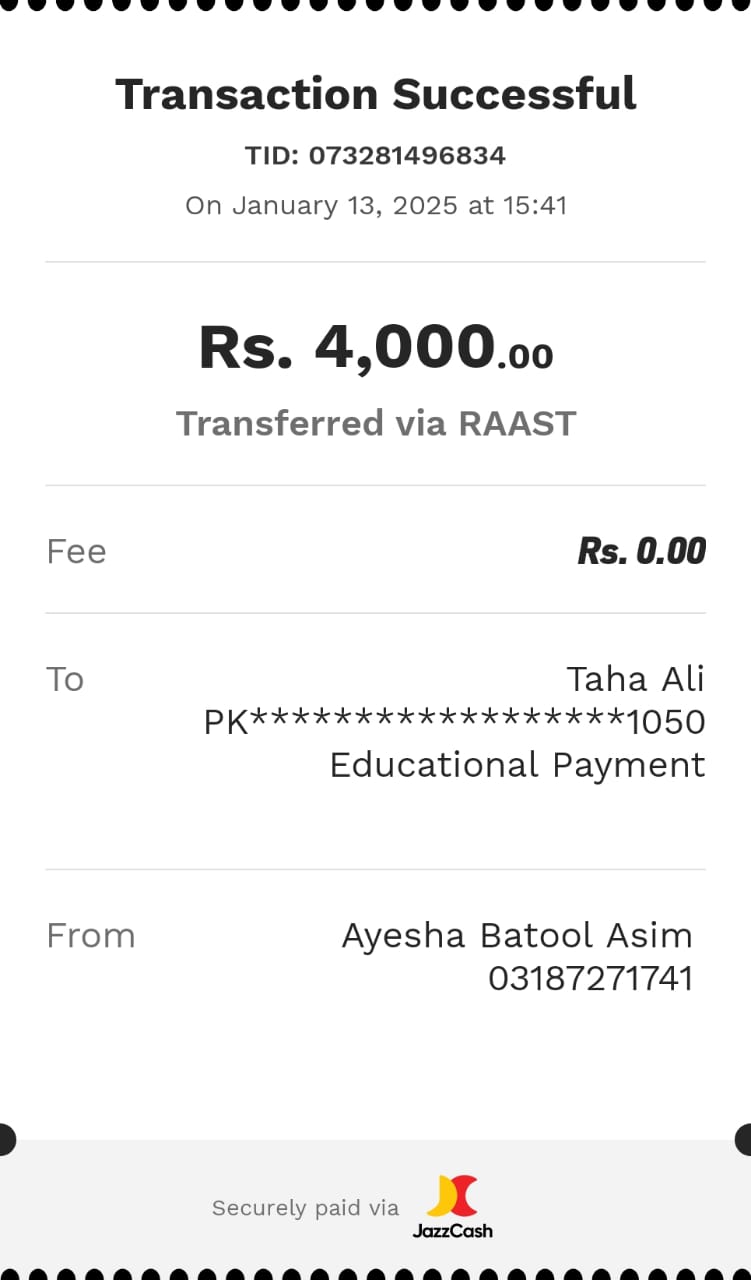 Transaction Successful
TID: 073281496834
On January 13, 2025 at 15:41
Rs. 4,000.00
Transferred via RAAST
Fee Rs. 0.00
To Taha Ali
PK******************1050
Educational Payment
From Ayesha Batool Asim
03187271741
Securely paid via JazzCash